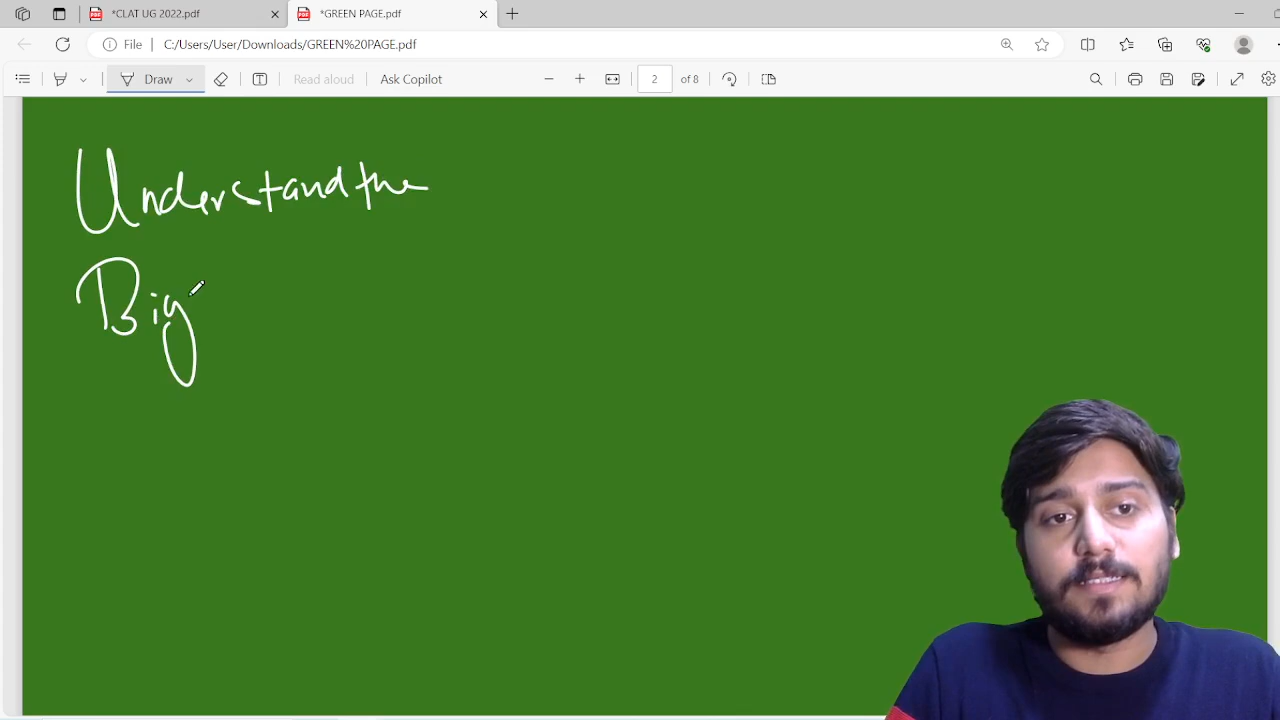 *CLAT UG 2022.pdf
*GREEN PAGE.pdf
File C:/Users/User/Downloads/GREEN%20PAGE.pdf
Draw Read aloud Ask Copilot 2 of 8
Understand the
Big